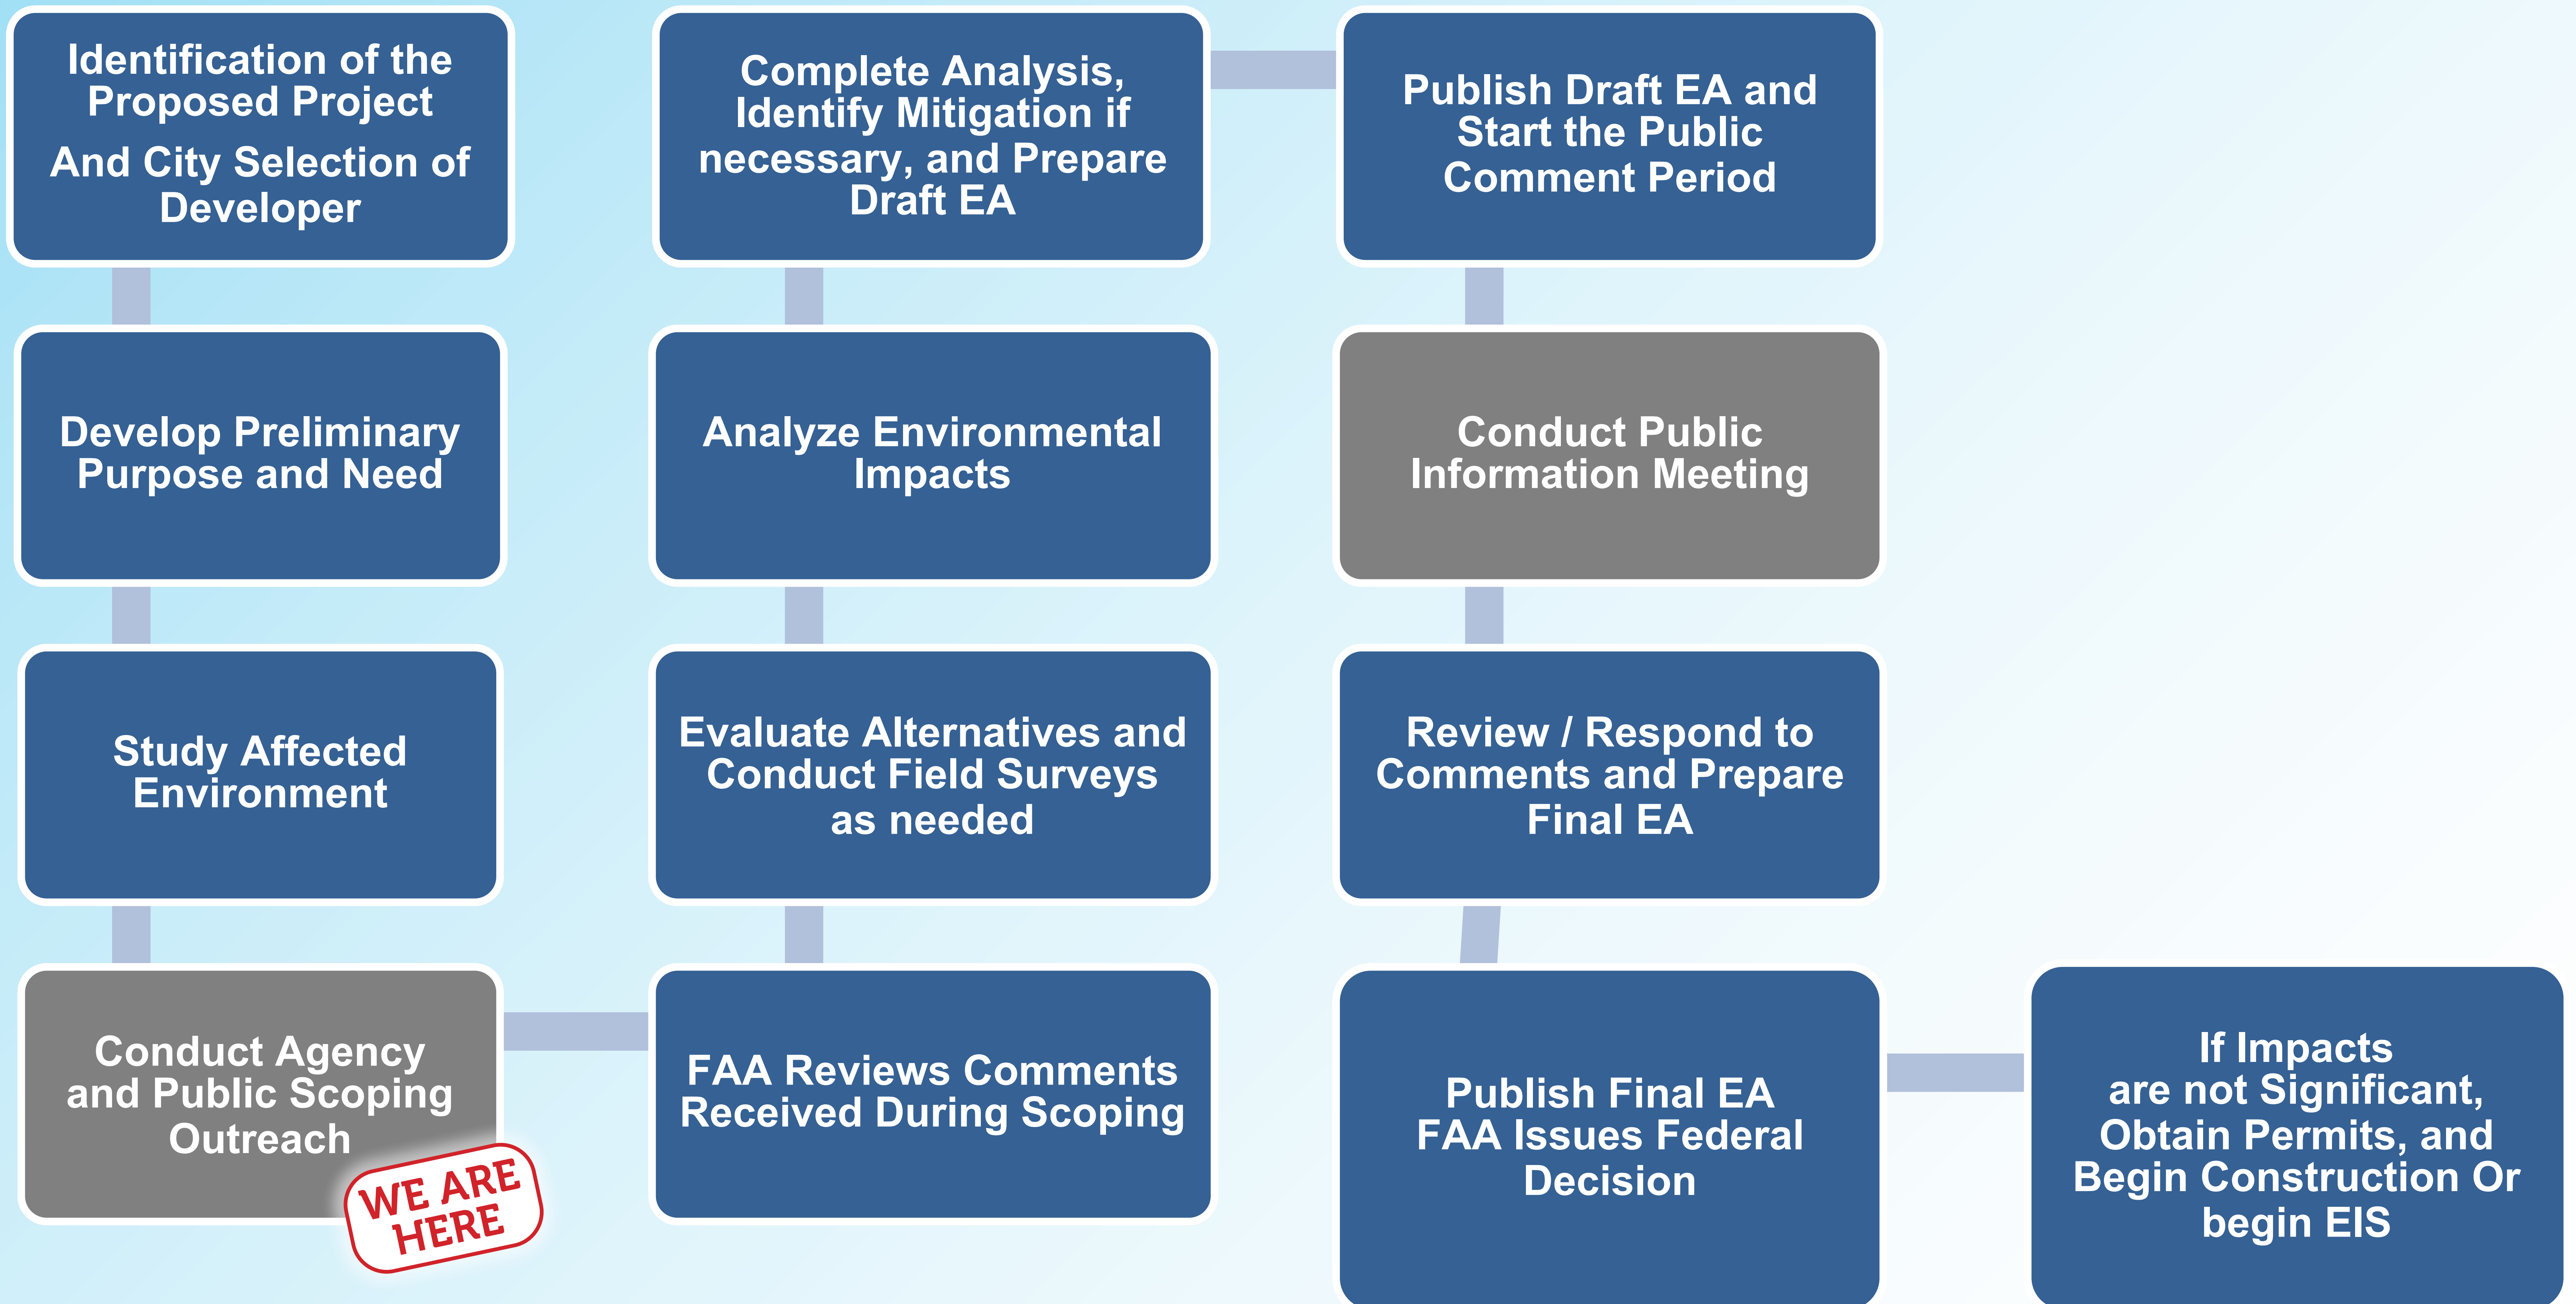 Identification of the
Proposed Project
And City Selection of
Developer
Develop Preliminary
Purpose and Need
Study Affected
Environment
Conduct Agency
and Public Scoping
Outreach
WE ARE
HERE
FAA Reviews Comments
Received During Scoping
Evaluate Alternatives and
Conduct Field Surveys
as needed
Analyze Environmental
Impacts
Complete Analysis,
Identify Mitigation if
necessary, and Prepare
Draft EA
Publish Draft EA and
Start the Public
Comment Period
Conduct Public
Information Meeting
Review / Respond to
Comments and Prepare
Final EA
Publish Final EA
FAA Issues Federal
Decision
If Impacts
are not Significant,
Obtain Permits, and
Begin Construction Or
begin EIS